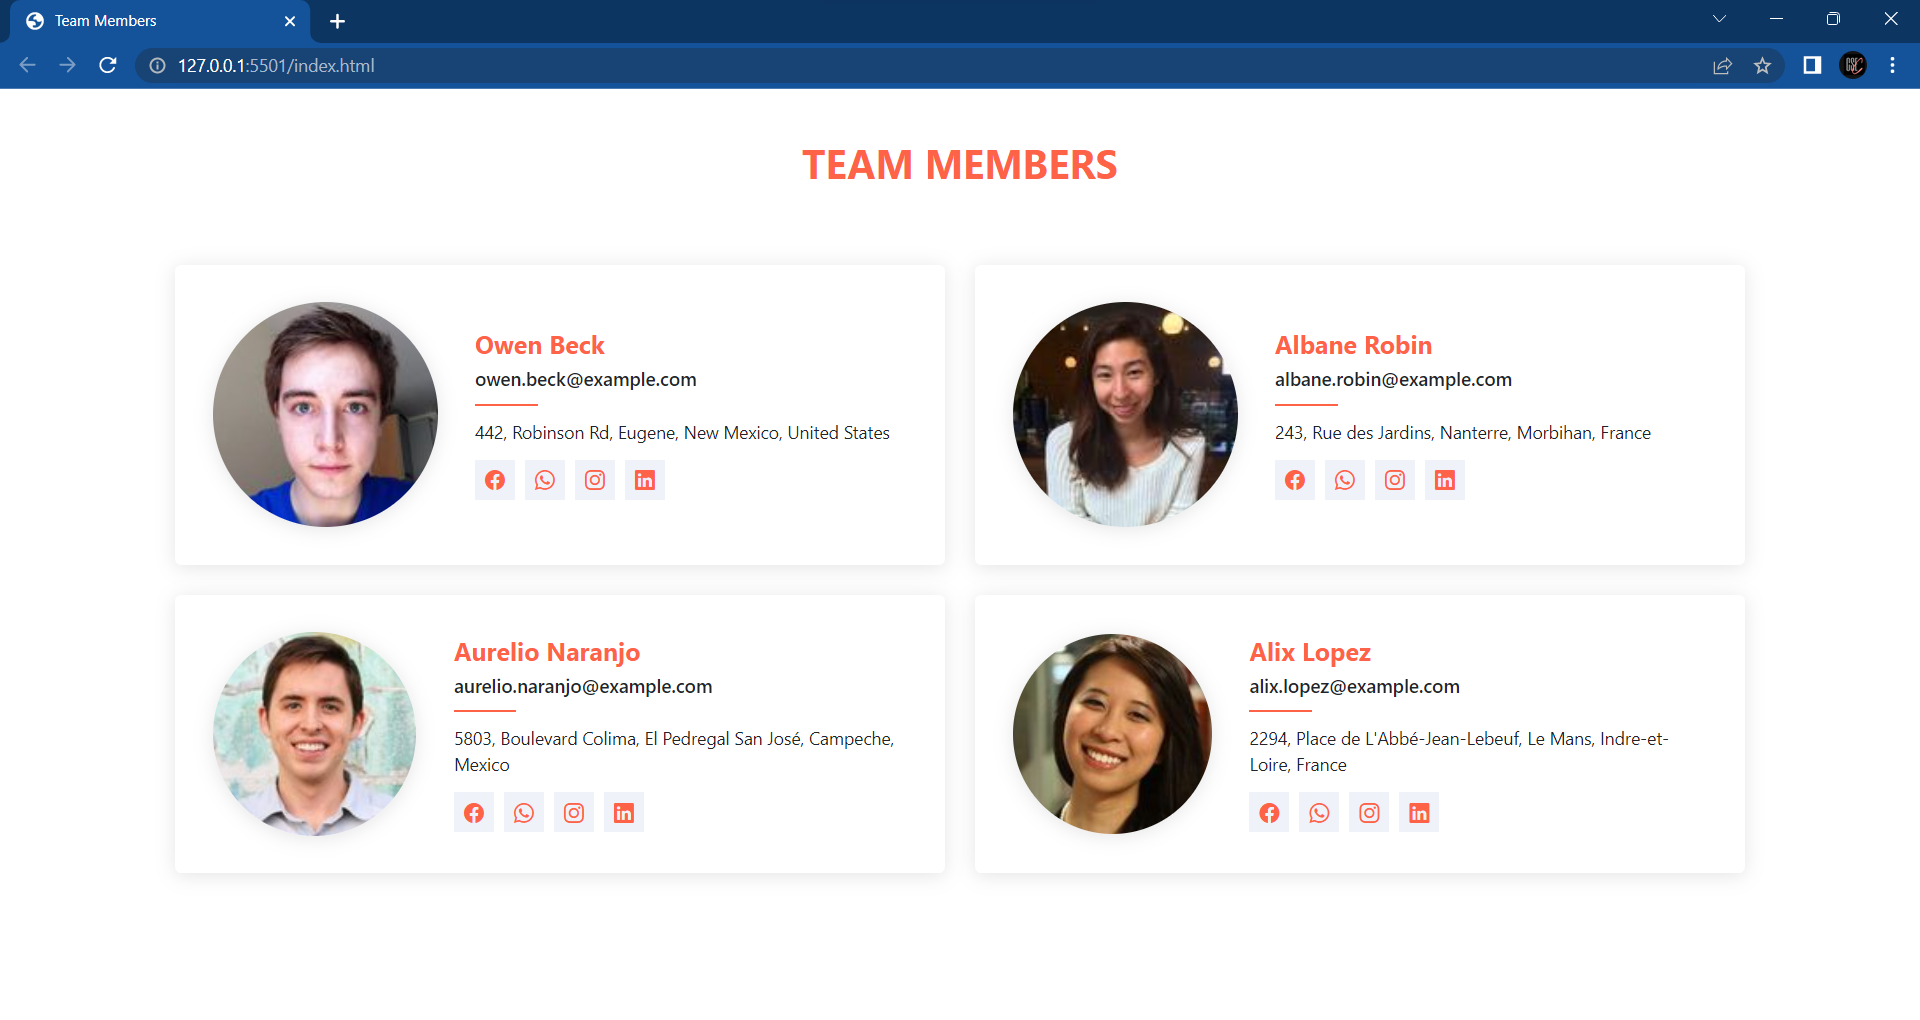 Team Members
127.0.0.1:5501/index.html
TEAM MEMBERS
Owen Beck
owen.beck@example.com
442, Robinson Rd, Eugene, New Mexico, United States
Albane Robin
albane.robin@example.com
243, Rue des Jardins, Nanterre, Morbihan, France
Aurelio Naranjo
aurelio.naranjo@example.com
5803, Boulevard Colima, El Pedregal San José, Campeche,
Mexico
Alix Lopez
alix.lopez@example.com
2294, Place de L'Abbé-Jean-Lebeuf, Le Mans, Indre-et-
Loire, France